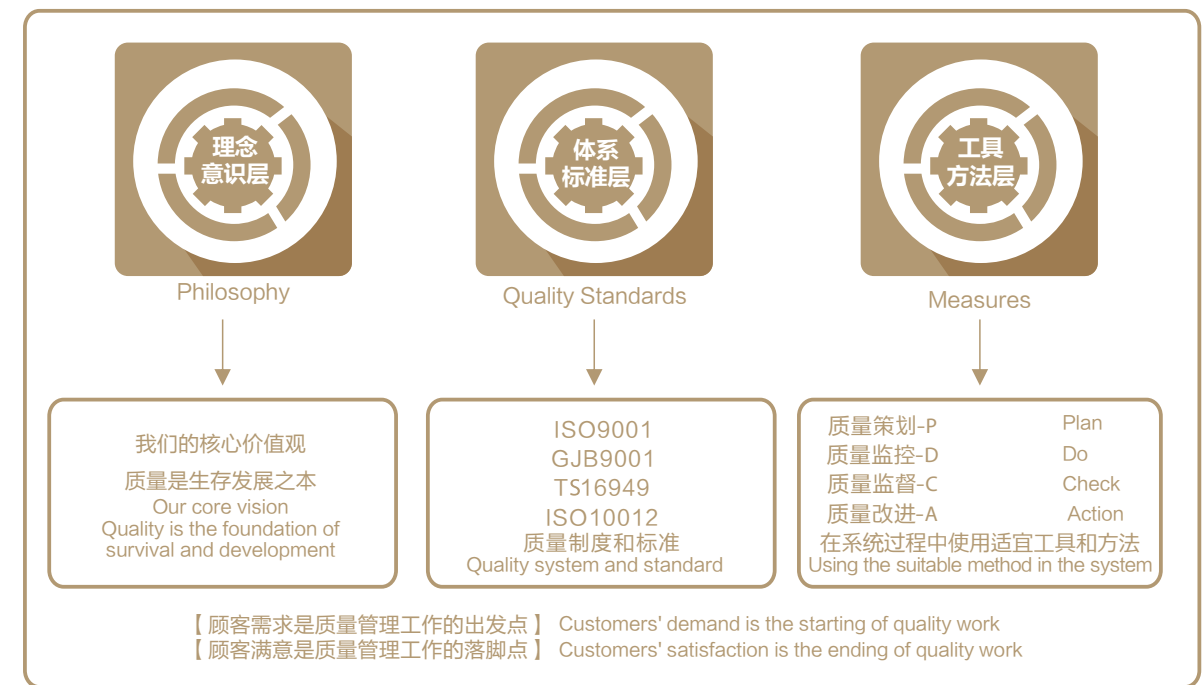 理念
意识层
Philosophy
我们的核心价值观
质量是生存发展之本
Our core vision
Quality is the foundation of
survival and development
体系
标准层
Quality Standards
ISO9001
GJB9001
TS16949
ISO10012
质量制度和标准
Quality system and standard
工具
方法层
Measures
质量策划-P Plan
质量监控-D Do
质量监督-C Check
质量改进-A Action
在系统过程中使用适宜工具和方法
Using the suitable method in the system
【 顾客需求是质量管理工作的出发点 】 Customers' demand is the starting of quality work
【 顾客满意是质量管理工作的落脚点 】 Customers' satisfaction is the ending of quality work